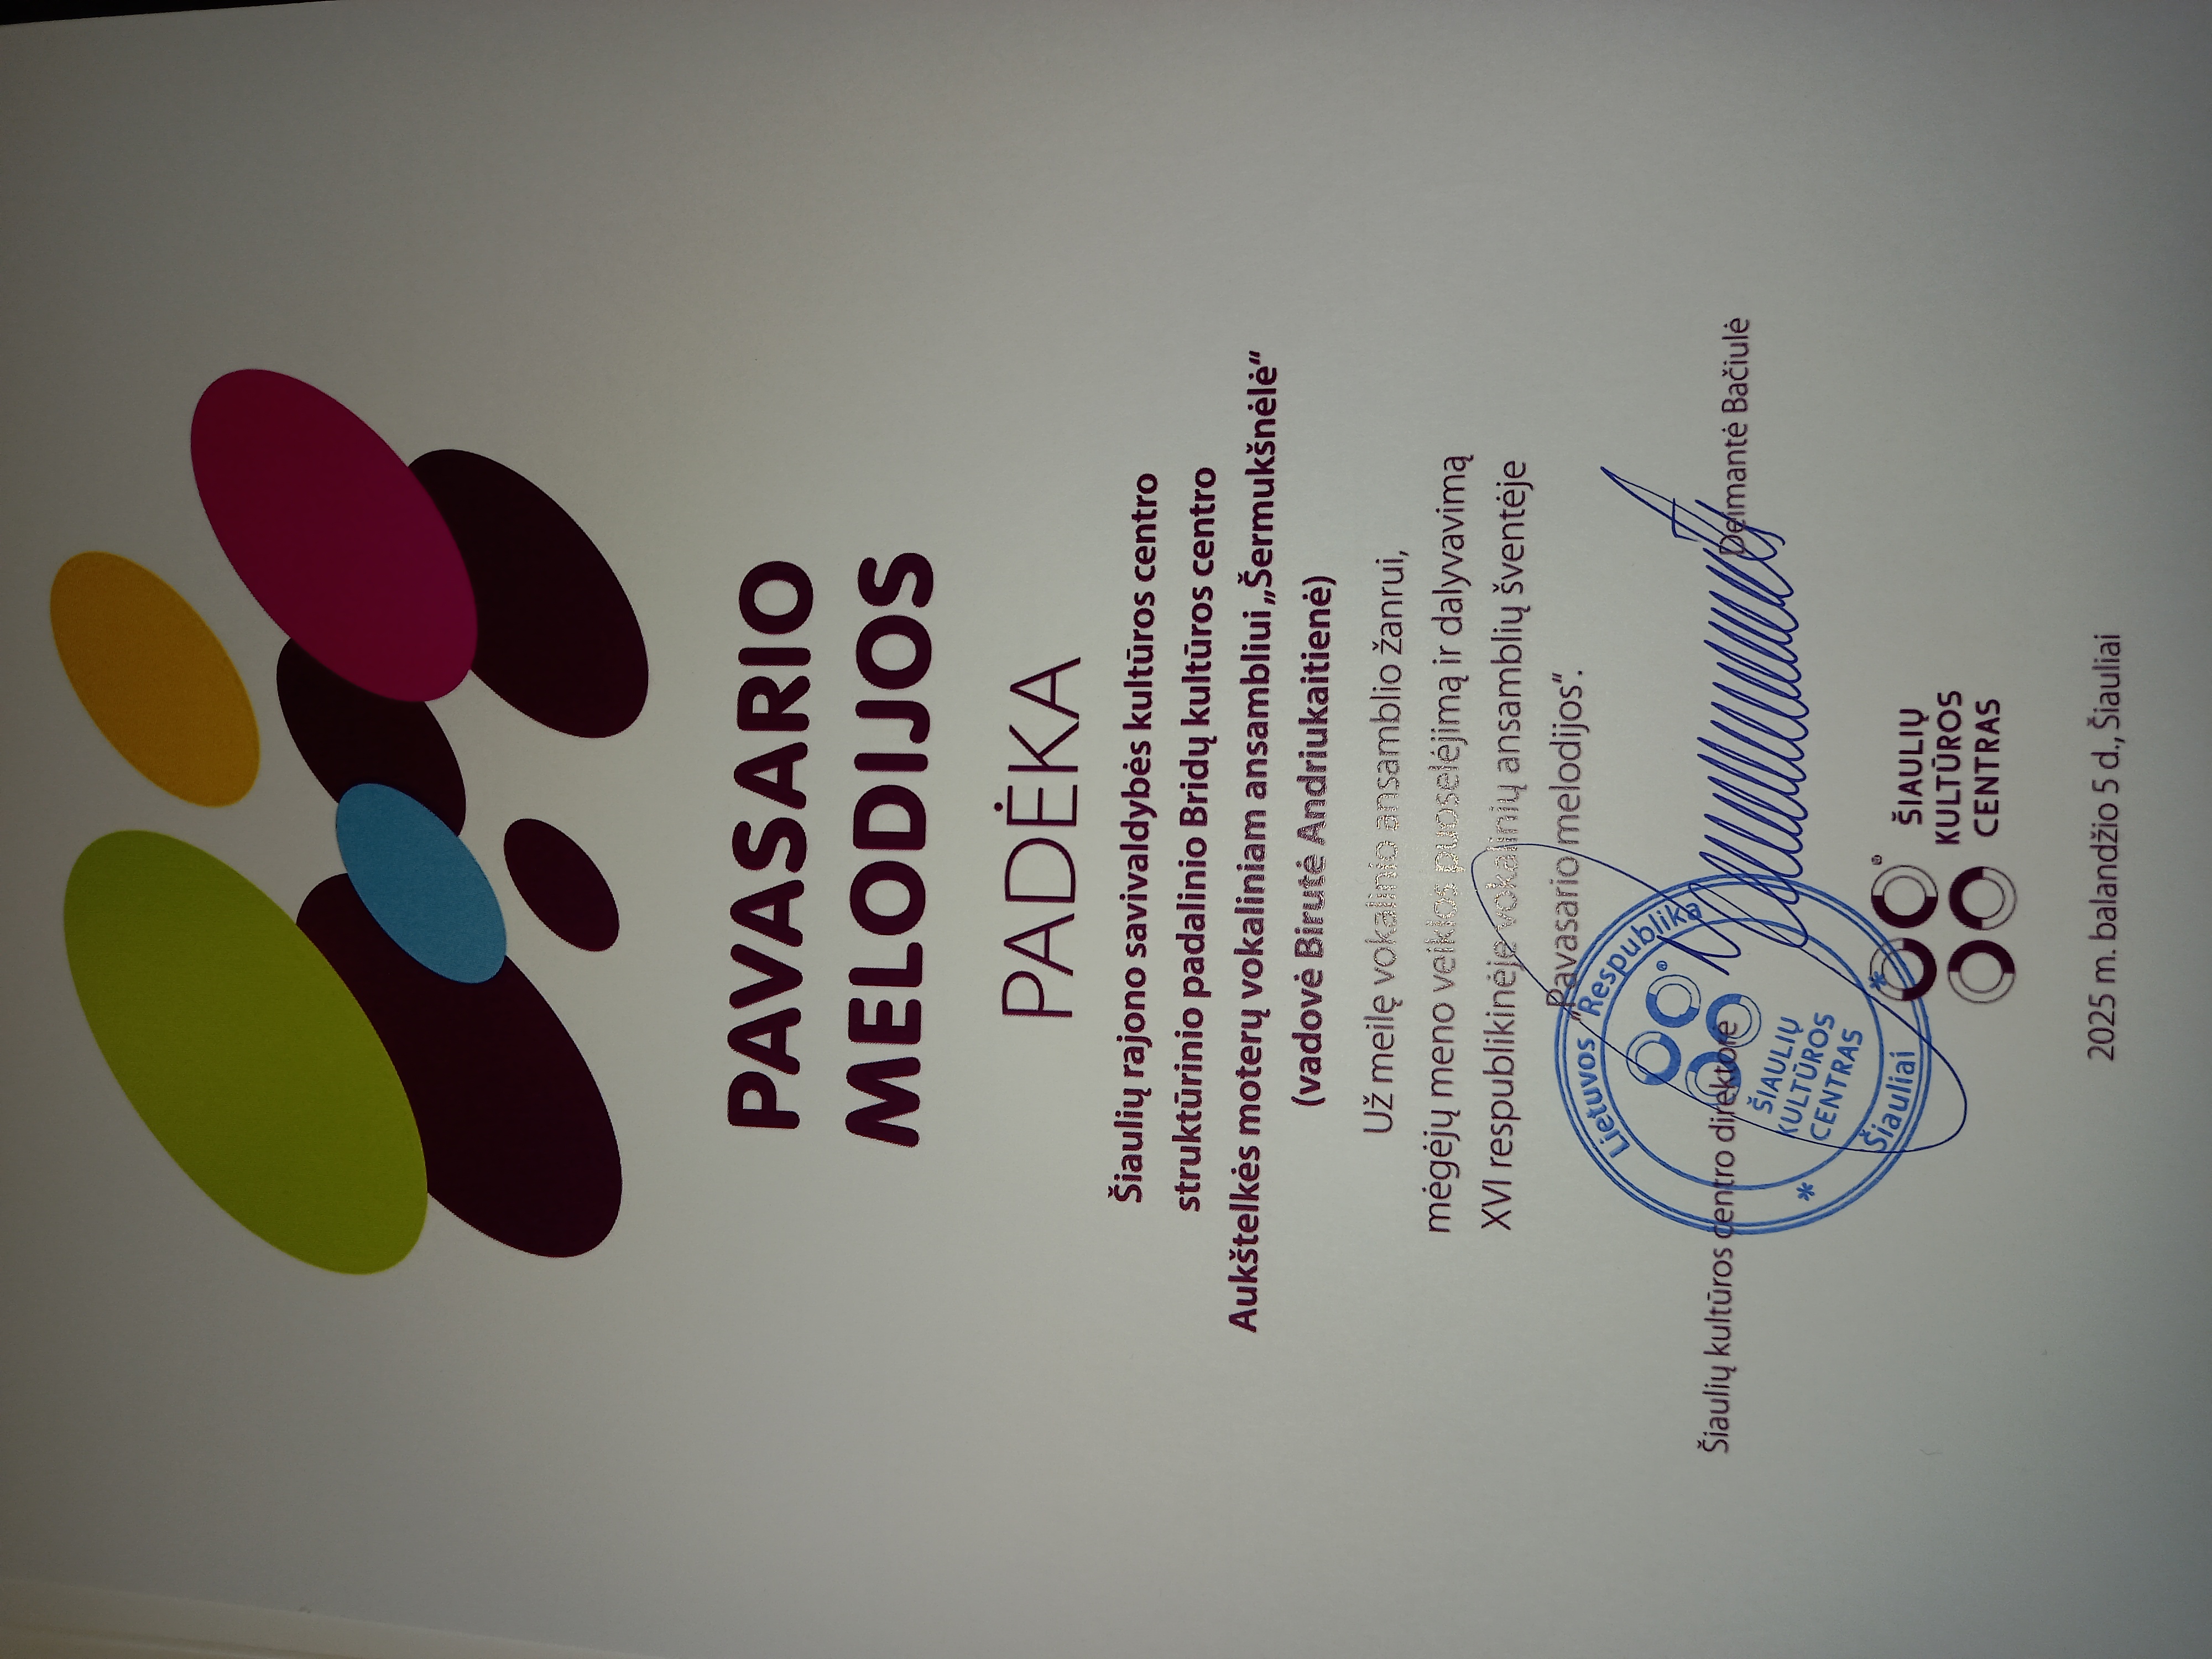 PAVASARIO
MELODIJOS
PADĖKA
Šiaulių rajono savivaldybės kultūros centro
struktūrinio padalinio Bridų kultūros centro
Aukštelkės moterų vokaliniam ansambliui „Šermukšnėlė“
(vadovė Birutė Andriukaitienė)
Už meilę vokalinio ansamblio žanrui,
mėgėjų meno veiklos puoselėjimą ir dalyvavimą
XVI respublikinėje vokalinių ansamblių šventėje
„Pavasario melodijos“.
Šiaulių kultūros centro direktorė Deimantė Bačiulė
Lietuvos Respublika
ŠIAULIŲ
KULTŪROS
CENTRAS
* Šiauliai *
ŠIAULIŲ
KULTŪROS
CENTRAS
2025 m. balandžio 5 d., Šiauliai